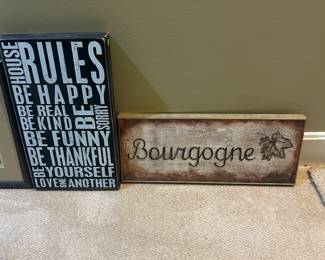 HOUSE RULES
BE HAPPY
BE REAL
BE KIND
BE SORRY
BE FUNNY
BE THANKFUL
BE YOURSELF
LOVE ONE ANOTHER
Bourgogne